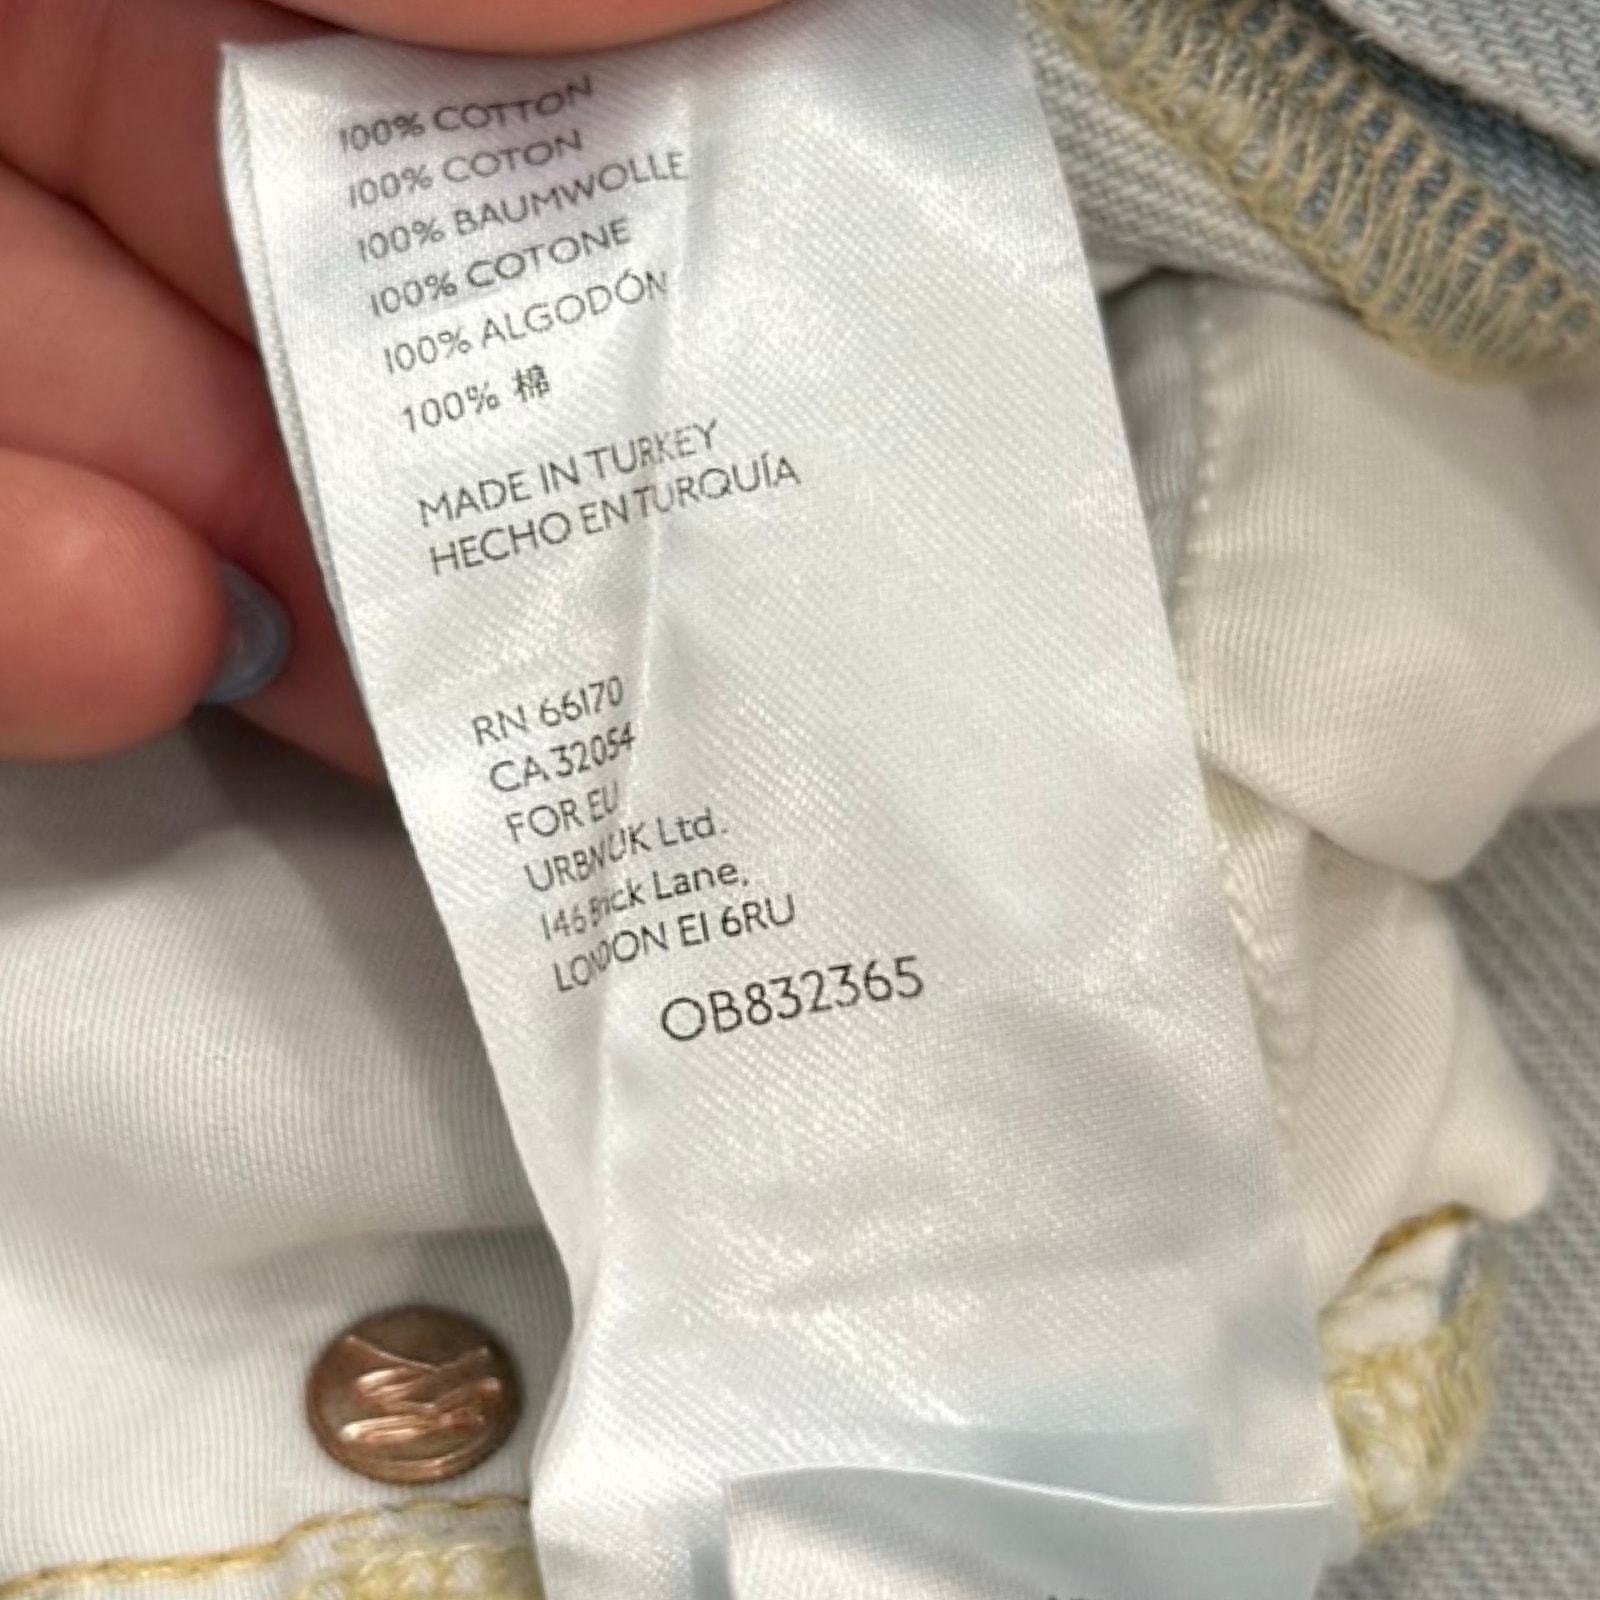 100% COTTON
100% COTON
100% BAUMWOLLE
100% COTONE
100% ALGODÓN
100% 棉
MADE IN TURKEY
HECHO EN TURQUÍA
RN 66170
CA 32054
FOR EU
URBN UK Ltd.
146 Brick Lane,
LONDON E1 6RU
OB832365